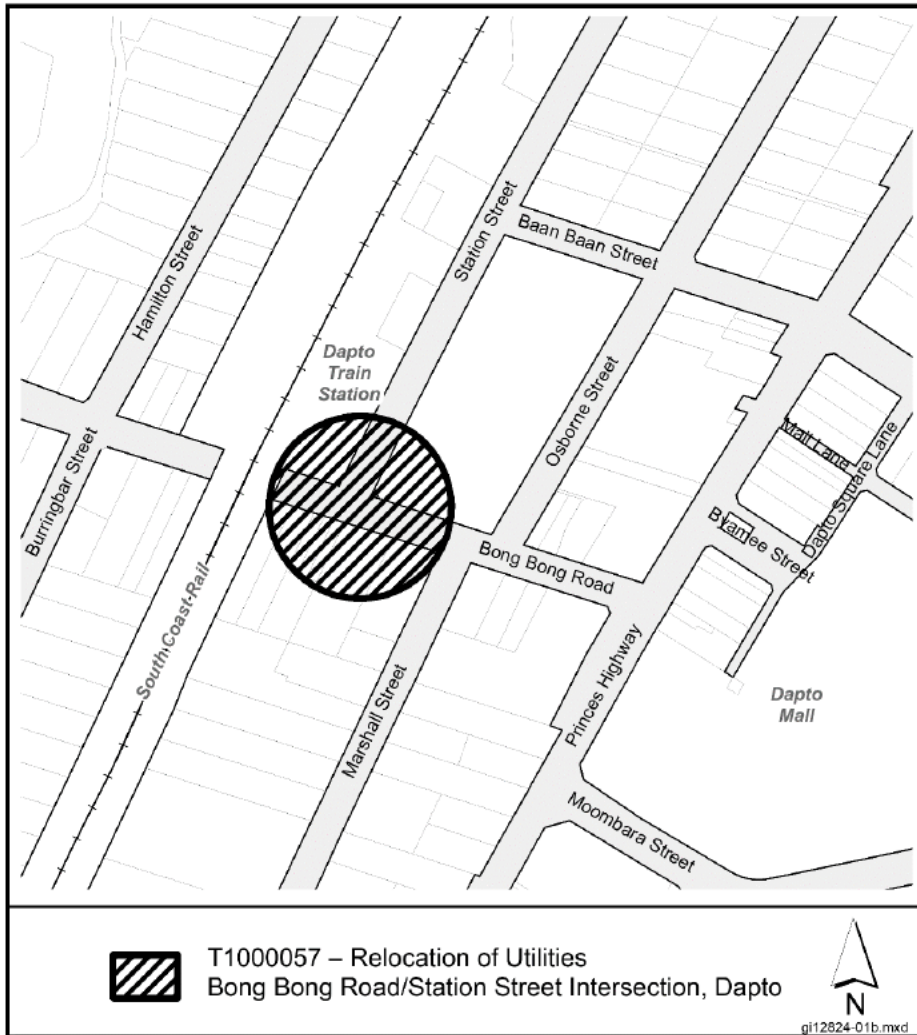 Hamilton Street
Station Street
Baan Baan Street
Dapto
Train
Station
Osborne Street
Matt Lane
Dapto Square Lane
Burringbar Street
Byamee Street
Bong Bong Road
South Coast Rail
Marshall Street
Princes Highway
Dapto
Mall
Moombara Street
T1000057 – Relocation of Utilities
Bong Bong Road/Station Street Intersection, Dapto
N
gi12824-01b.mxd